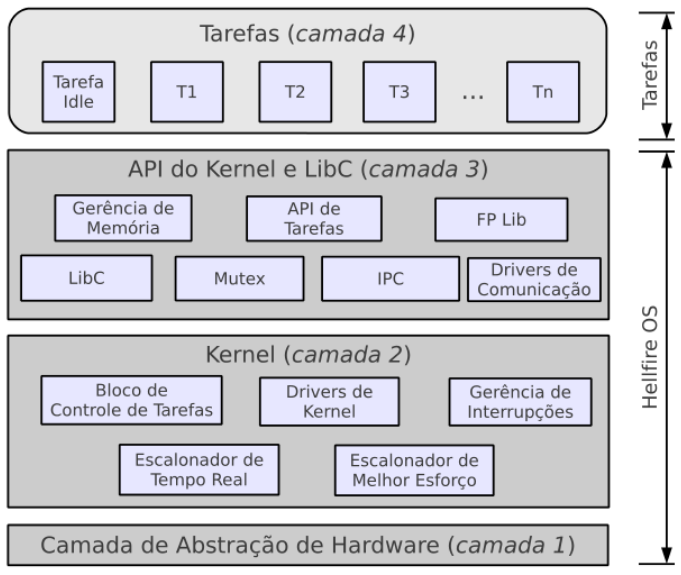 Tarefas (camada 4)
Tarefa
Idle
T1
T2
T3
...
Tn
Tarefas
API do Kernel e LibC (camada 3)
Gerência de
Memória
API de
Tarefas
FP Lib
LibC
Mutex
IPC
Drivers de
Comunicação
Kernel (camada 2)
Bloco de
Controle de Tarefas
Drivers de
Kernel
Gerência de
Interrupções
Escalonador de
Tempo Real
Escalonador de
Melhor Esforço
Camada de Abstração de Hardware (camada 1)
Hellfire OS